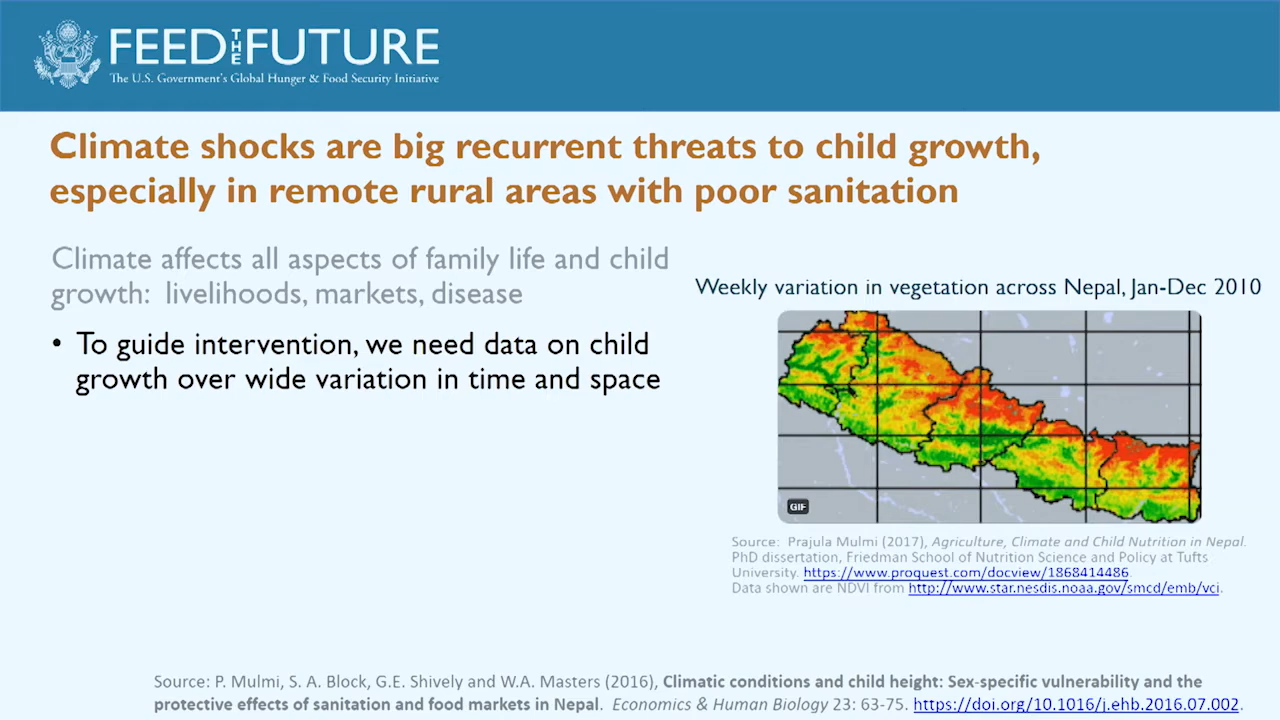 FEED THE FUTURE
The U.S. Government's Global Hunger & Food Security Initiative
Climate shocks are big recurrent threats to child growth,
especially in remote rural areas with poor sanitation
Climate affects all aspects of family life and child
growth: livelihoods, markets, disease
• To guide intervention, we need data on child
growth over wide variation in time and space
Weekly variation in vegetation across Nepal, Jan-Dec 2010
GIF
Source: Prajula Mulmi (2017), Agriculture, Climate and Child Nutrition in Nepal.
PhD dissertation, Friedman School of Nutrition Science and Policy at Tufts
University. https://www.proquest.com/docview/1868414486.
Data shown are NDVI from http://www.star.nesdis.noaa.gov/smcd/emb/vci.
Source: P. Mulmi, S. A. Block, G.E. Shively and W.A. Masters (2016), Climatic conditions and child height: Sex-specific vulnerability and the
protective effects of sanitation and food markets in Nepal. Economics & Human Biology 23: 63-75. https://doi.org/10.1016/j.ehb.2016.07.002.